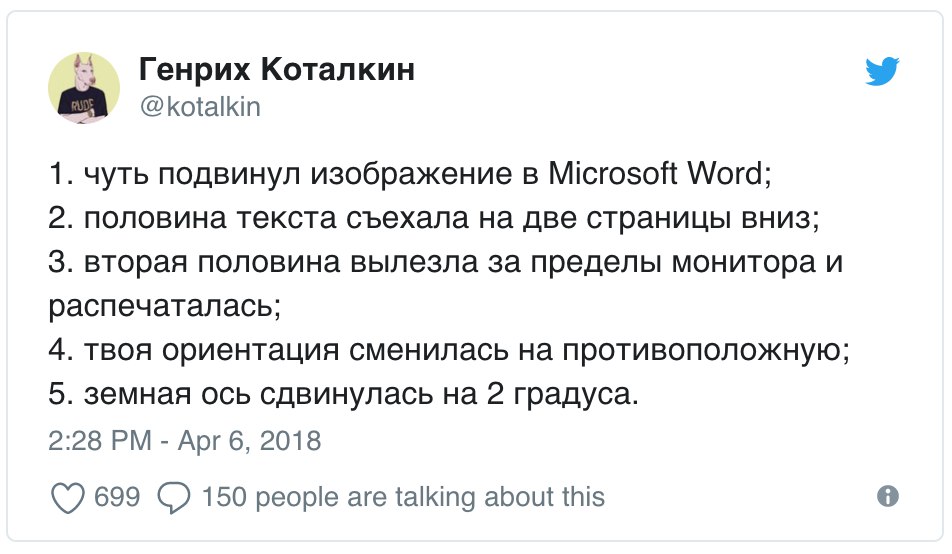 Генрих Коталкин
@kotalkin
RUDE
1. чуть подвинул изображение в Microsoft Word;
2. половина текста съехала на две страницы вниз;
3. вторая половина вылезла за пределы монитора и
распечаталась;
4. твоя ориентация сменилась на противоположную;
5. земная ось сдвинулась на 2 градуса.
2:28 PM - Apr 6, 2018
699 150 people are talking about this